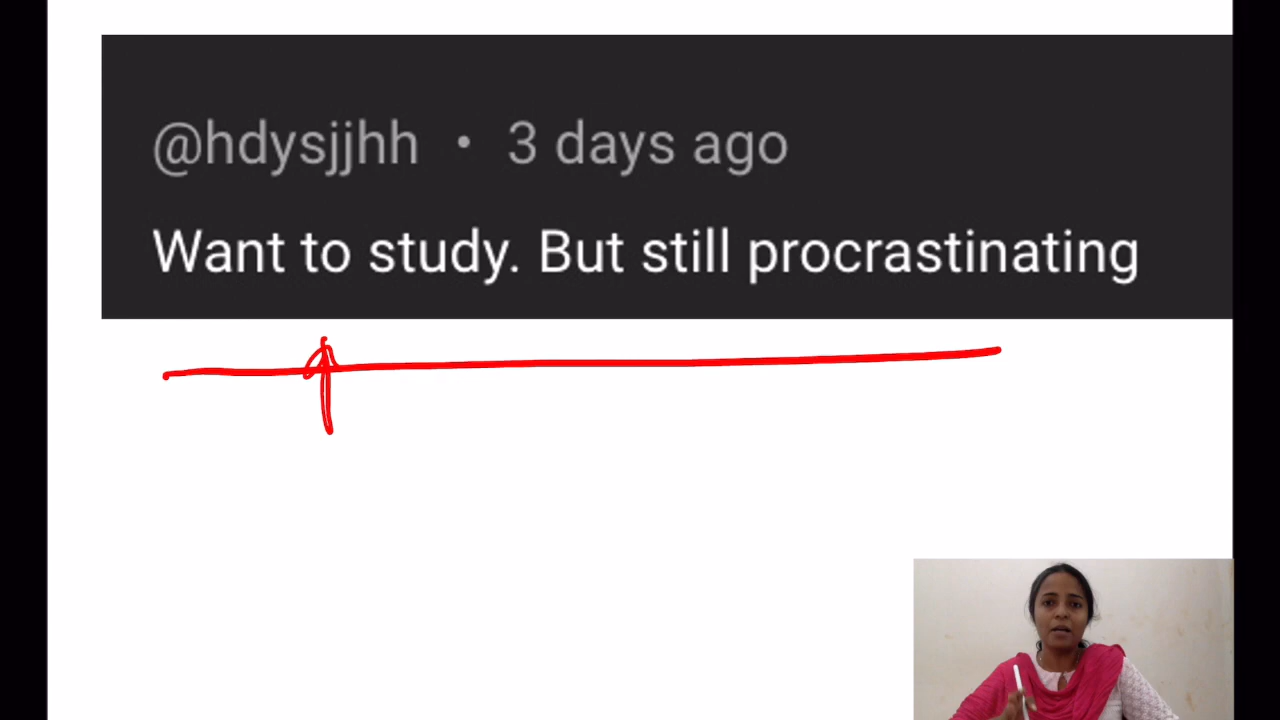 @hdysjjhh • 3 days ago
Want to study. But still procrastinating